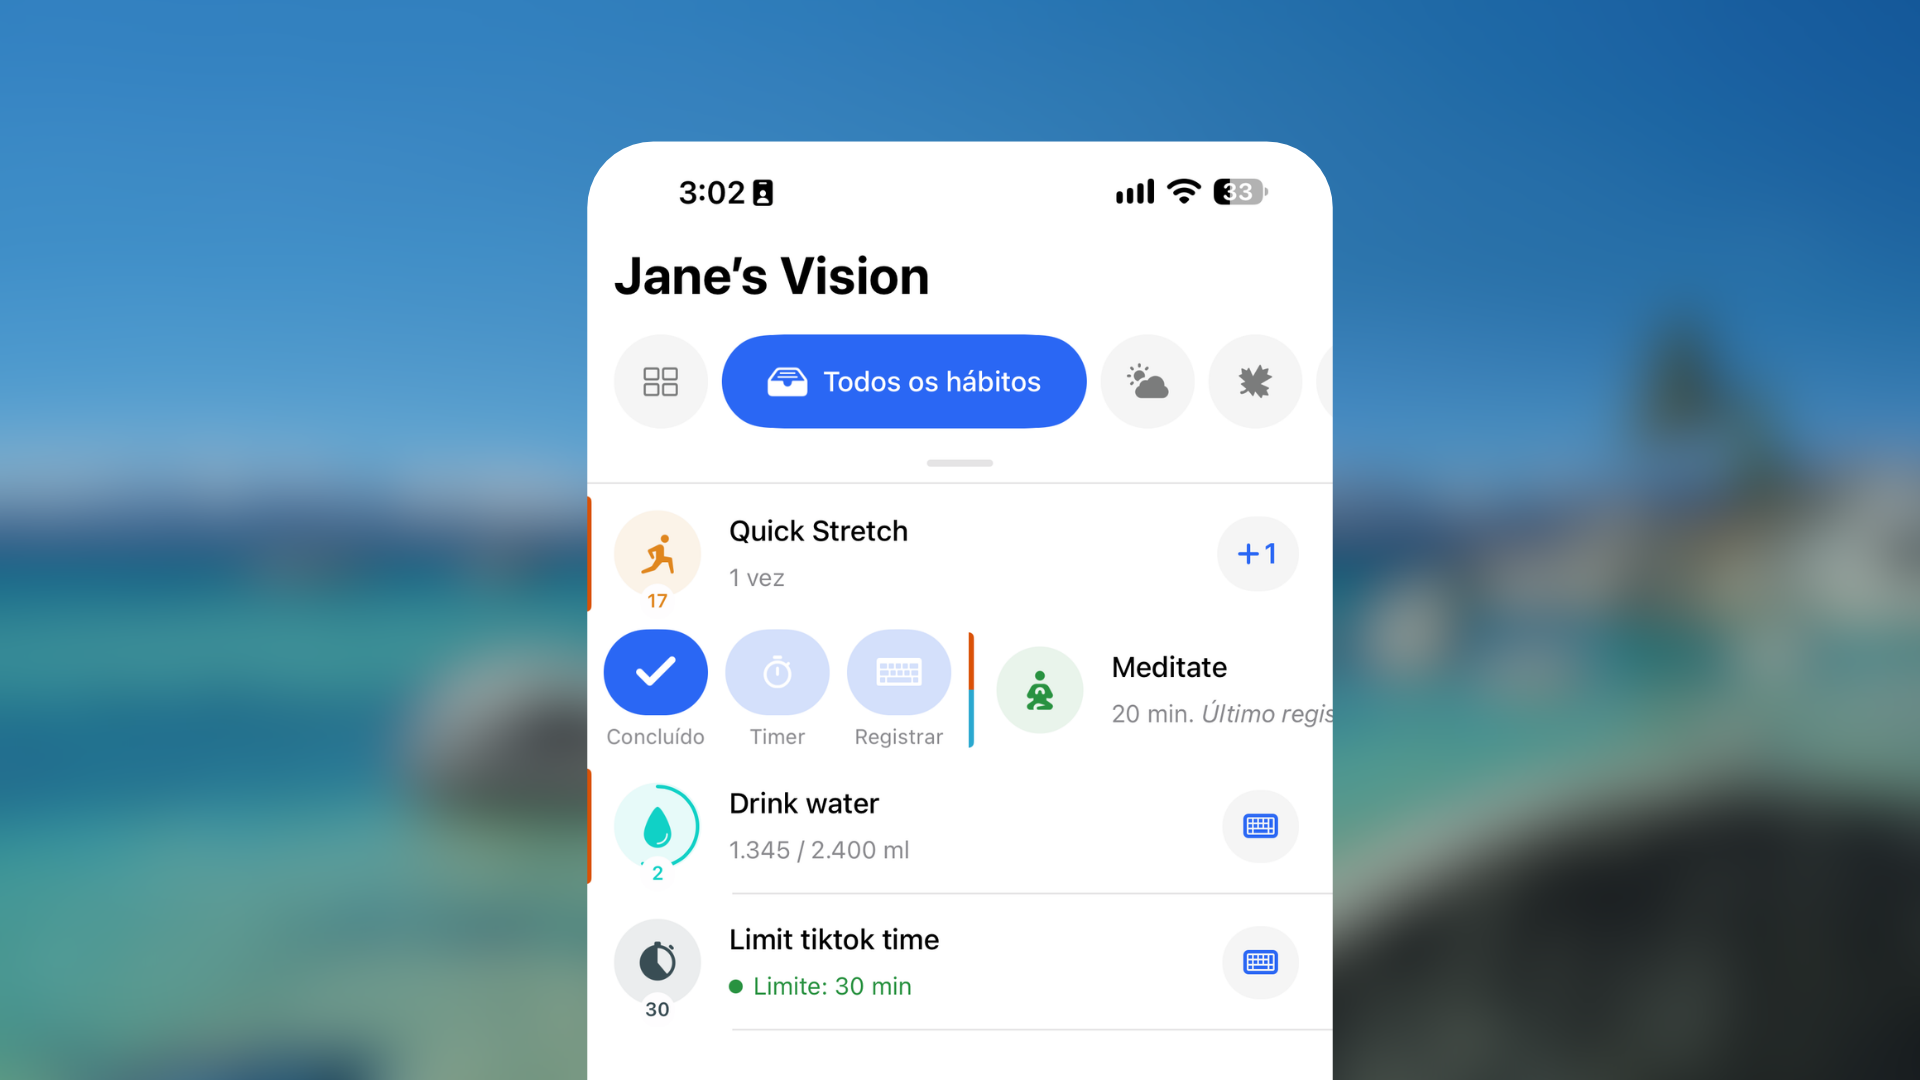 3:02
33
Jane's Vision
Todos os hábitos
Quick Stretch
1 vez
+1
17
Concluído
Timer
Registrar
Meditate
20 min. Último regis
Drink water
1.345 / 2.400 ml
2
Limit tiktok time
Limite: 30 min
30